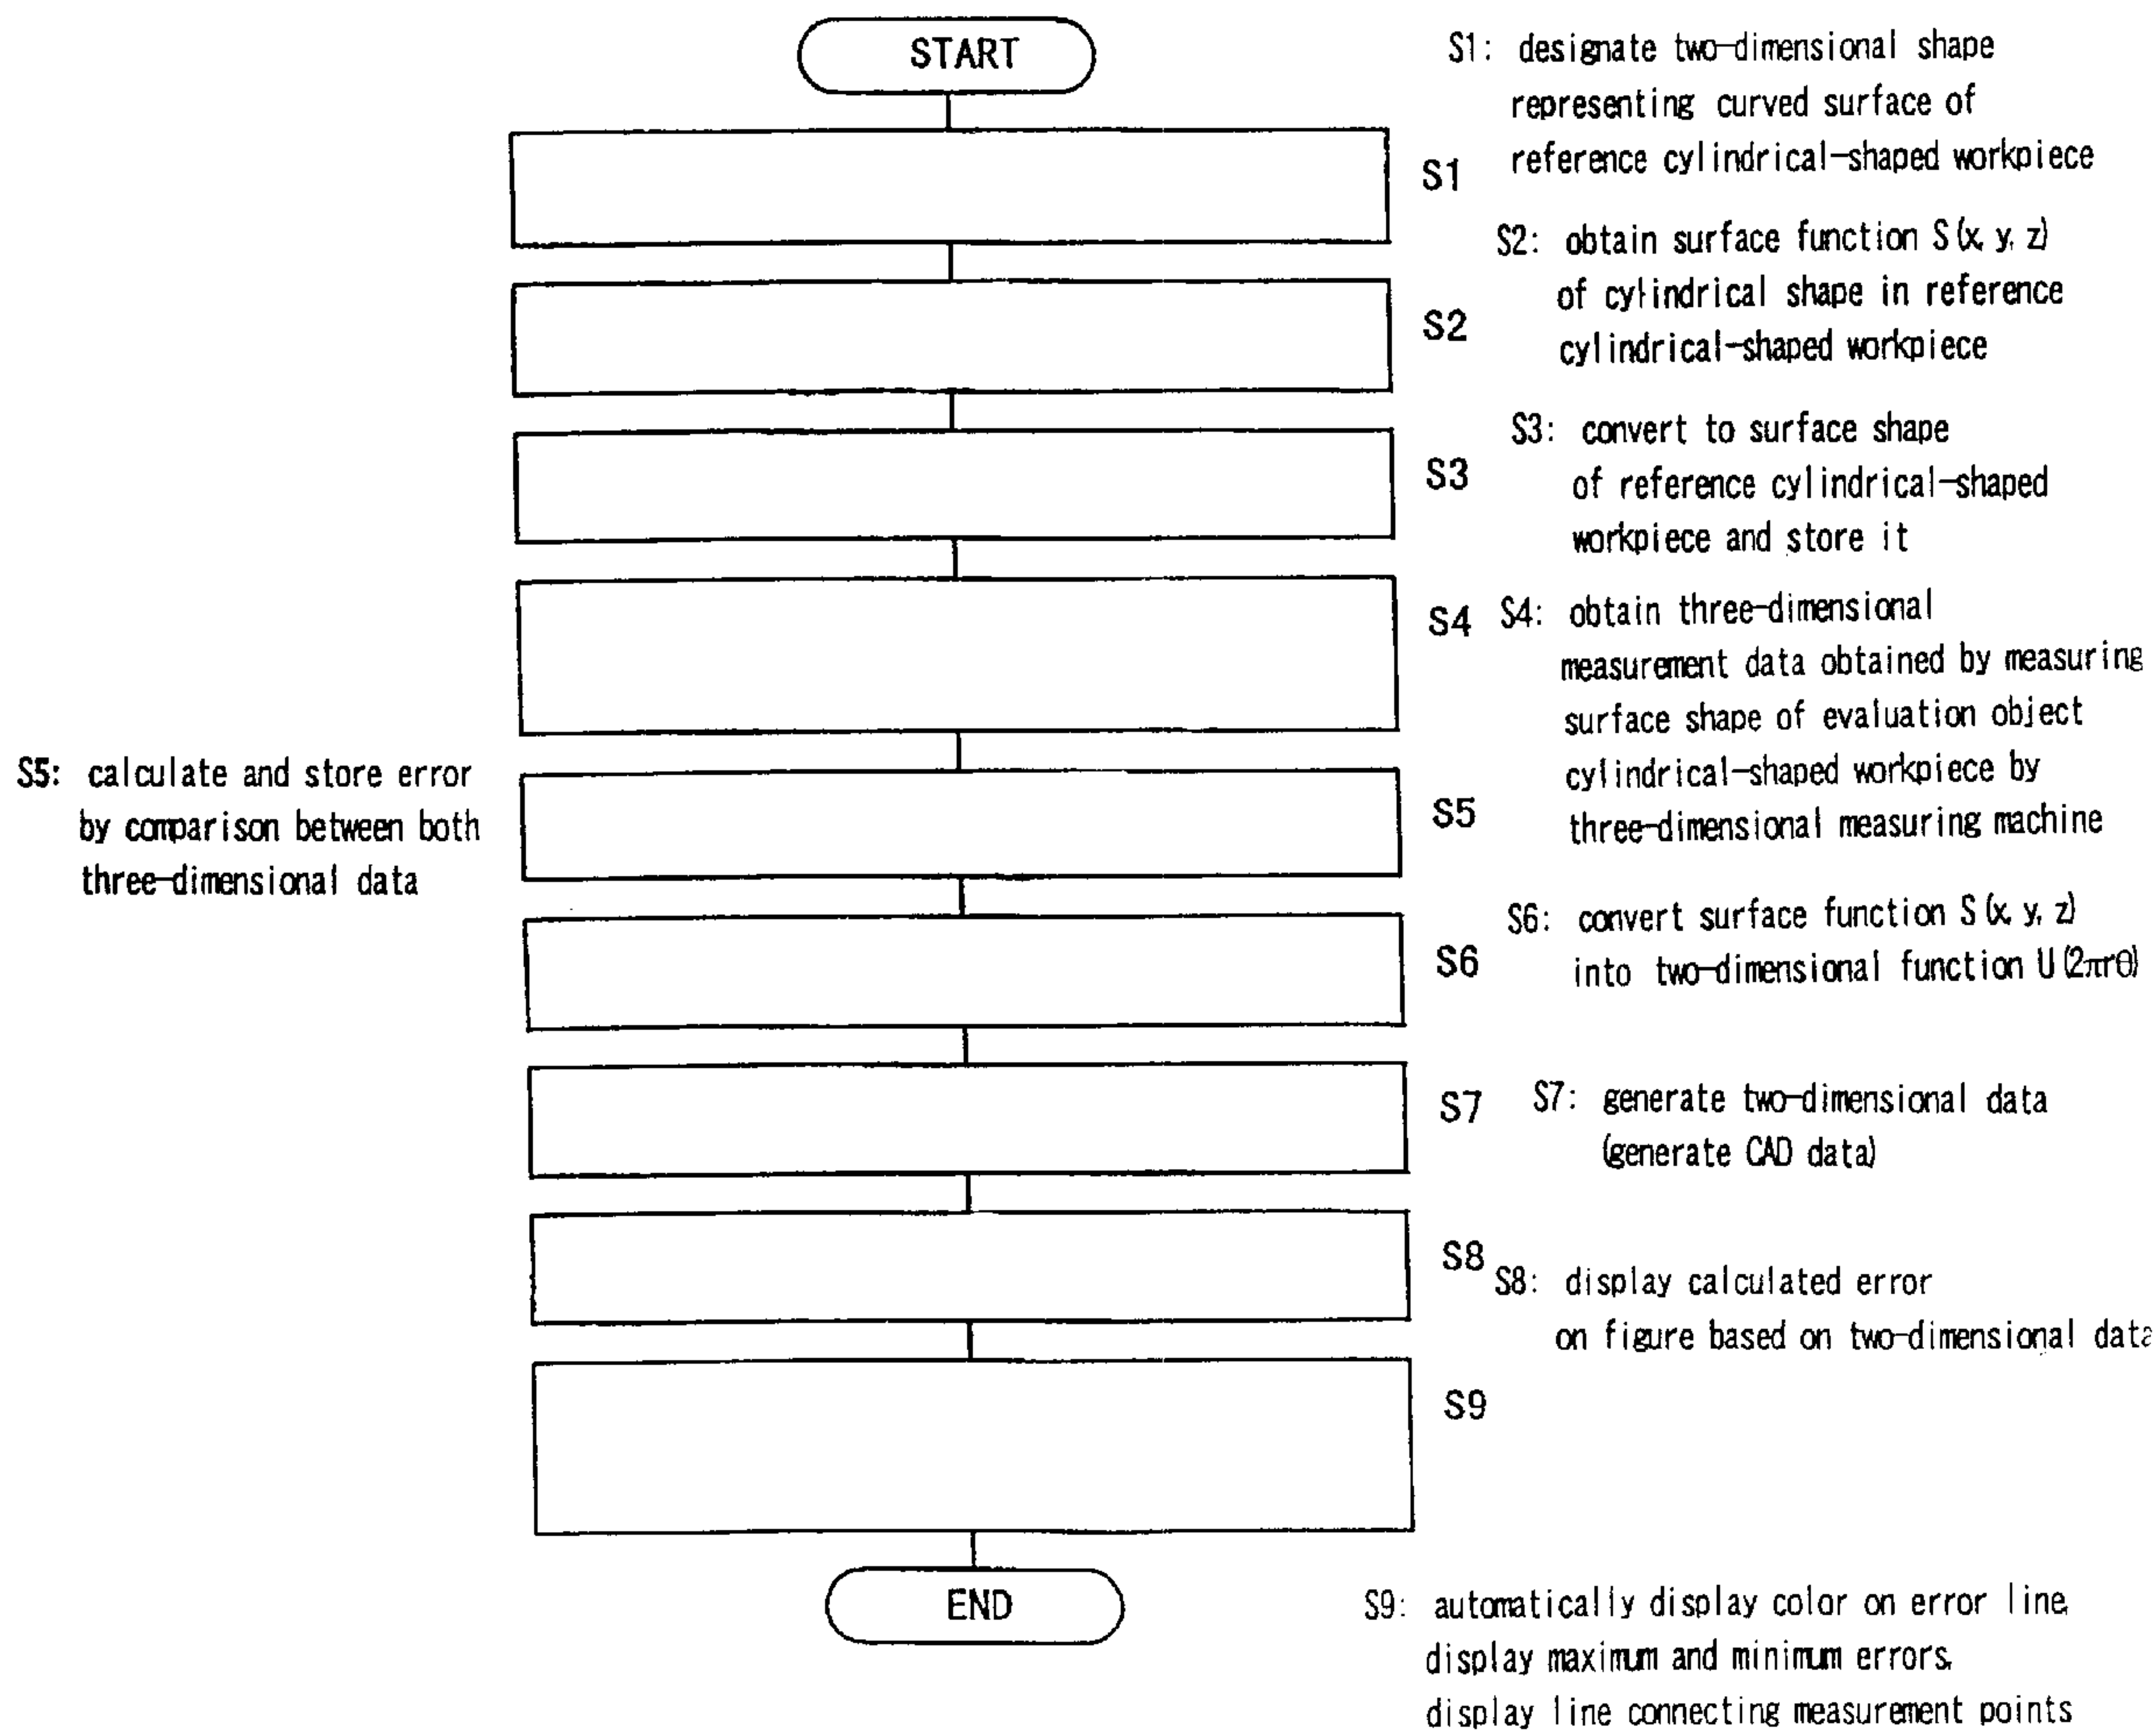 START
S1: designate two-dimensional shape
representing curved surface of
reference cylindrical-shaped workpiece
S1
S2: obtain surface function S(x, y, z)
of cylindrical shape in reference
cylindrical-shaped workpiece
S2
S3: convert to surface shape
of reference cylindrical-shaped
workpiece and store it
S3
S4
S4: obtain three-dimensional
measurement data obtained by measuring
surface shape of evaluation object
cylindrical-shaped workpiece by
three-dimensional measuring machine
S5: calculate and store error
by comparison between both
three-dimensional data
S5
S6: convert surface function S(x, y, z)
into two-dimensional function U(2πrθ)
S6
S7
S7: generate two-dimensional data
(generate CAD data)
S8
S8: display calculated error
on figure based on two-dimensional data
S9
END
S9: automatically display color on error line,
display maximum and minimum errors,
display line connecting measurement points